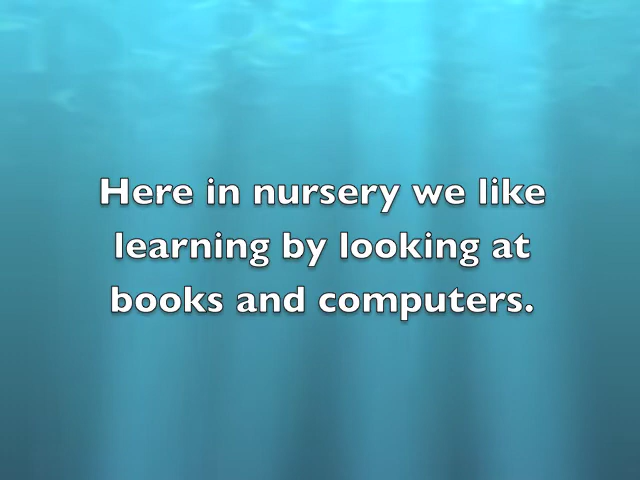 Here in nursery we like
learning by looking at
books and computers.